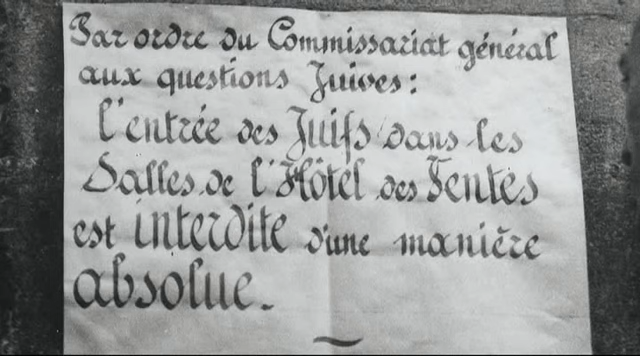 Par ordre du Commissariat général
aux questions Juives:
l'entrée des Juifs dans les
Salles de l'Hôtel des Ventes
est interdite d'une manière
absolue.